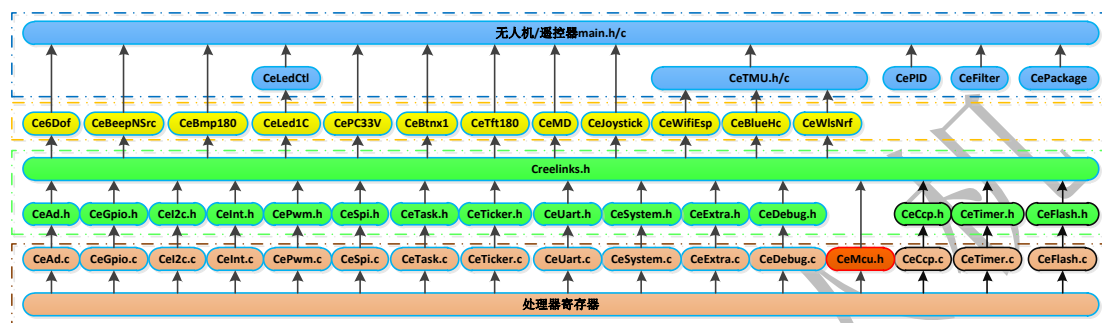 无人机/遥控器main.h/c
CeLedCtl CeTMU.h/c CePID CeFilter CePackage
Ce6Dof CeBeepNSrc CeBmp180 CeLed1C CePC33V CeBtnx1 CeTft180 CeMD CeJoystick CeWifiEsp CeBlueHc CeWlsNrf
Creelinks.h
CeAd.h CeGpio.h CeI2c.h CeInt.h CePwm.h CeSpi.h CeTask.h CeTicker.h CeUart.h CeSystem.h CeExtra.h CeDebug.h CeCcp.h CeTimer.h CeFlash.h
CeAd.c CeGpio.c CeI2c.c CeInt.c CePwm.c CeSpi.c CeTask.c CeTicker.c CeUart.c CeSystem.c CeExtra.c CeDebug.c CeMcu.h CeCcp.c CeTimer.c CeFlash.c
处理器寄存器